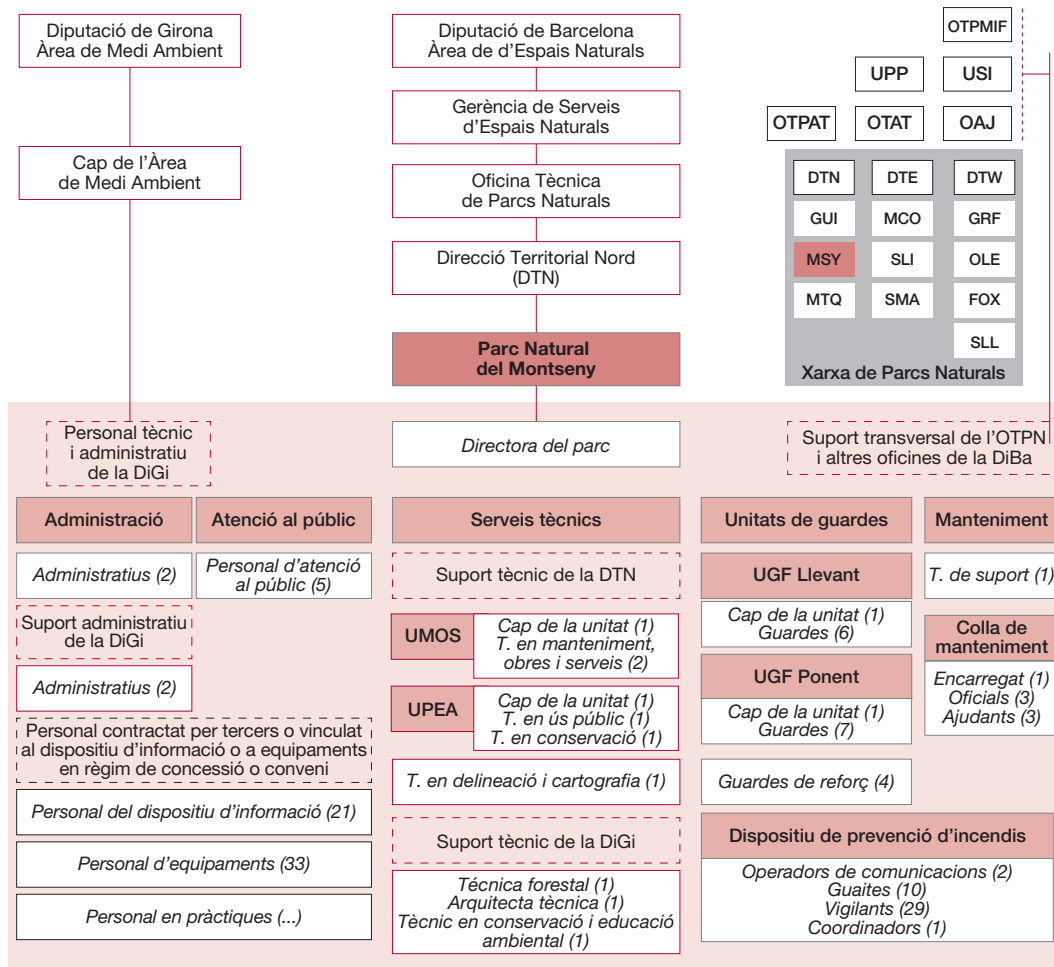 Diputació de Girona
Àrea de Medi Ambient
Cap de l'Àrea
de Medi Ambient
Diputació de Barcelona
Àrea de d'Espais Naturals
Gerència de Serveis
d'Espais Naturals
Oficina Tècnica
de Parcs Naturals
Direcció Territorial Nord
(DTN)
Parc Natural
del Montseny
OTPMIF
UPP
USI
OTPAT
OTAT
OAJ
DTN
DTE
DTW
GUI
MCO
GRF
MSY
SLI
OLE
MTQ
SMA
FOX
SLL
Xarxa de Parcs Naturals
Personal tècnic
i administratiu
de la DiGi
Directora del parc
Suport transversal de l'OTPN
i altres oficines de la DiBa
Administració
Administratius (2)
Suport administratiu
de la DiGi
Administratius (2)
Atenció al públic
Personal d'atenció
al públic (5)
Personal contractat per tercers o vinculat
al dispositiu d'informació o a equipaments
en règim de concessió o conveni
Personal del dispositiu d'informació (21)
Personal d'equipaments (33)
Personal en pràctiques (...)
Serveis tècnics
Suport tècnic de la DTN
UMOS
Cap de la unitat (1)
T. en manteniment,
obres i serveis (2)
UPEA
Cap de la unitat (1)
T. en ús públic (1)
T. en conservació (1)
T. en delineació i cartografia (1)
Suport tècnic de la DiGi
Técnica forestal (1)
Arquitecta tècnica (1)
Tècnic en conservació i educació
ambiental (1)
Unitats de guardes
UGF Llevant
Cap de la unitat (1)
Guardes (6)
UGF Ponent
Cap de la unitat (1)
Guardes (7)
Guardes de reforç (4)
Manteniment
T. de suport (1)
Colla de
manteniment
Encarregat (1)
Oficials (3)
Ajudants (3)
Dispositiu de prevenció d'incendis
Operadors de comunicacions (2)
Guaites (10)
Vigilants (29)
Coordinadors (1)